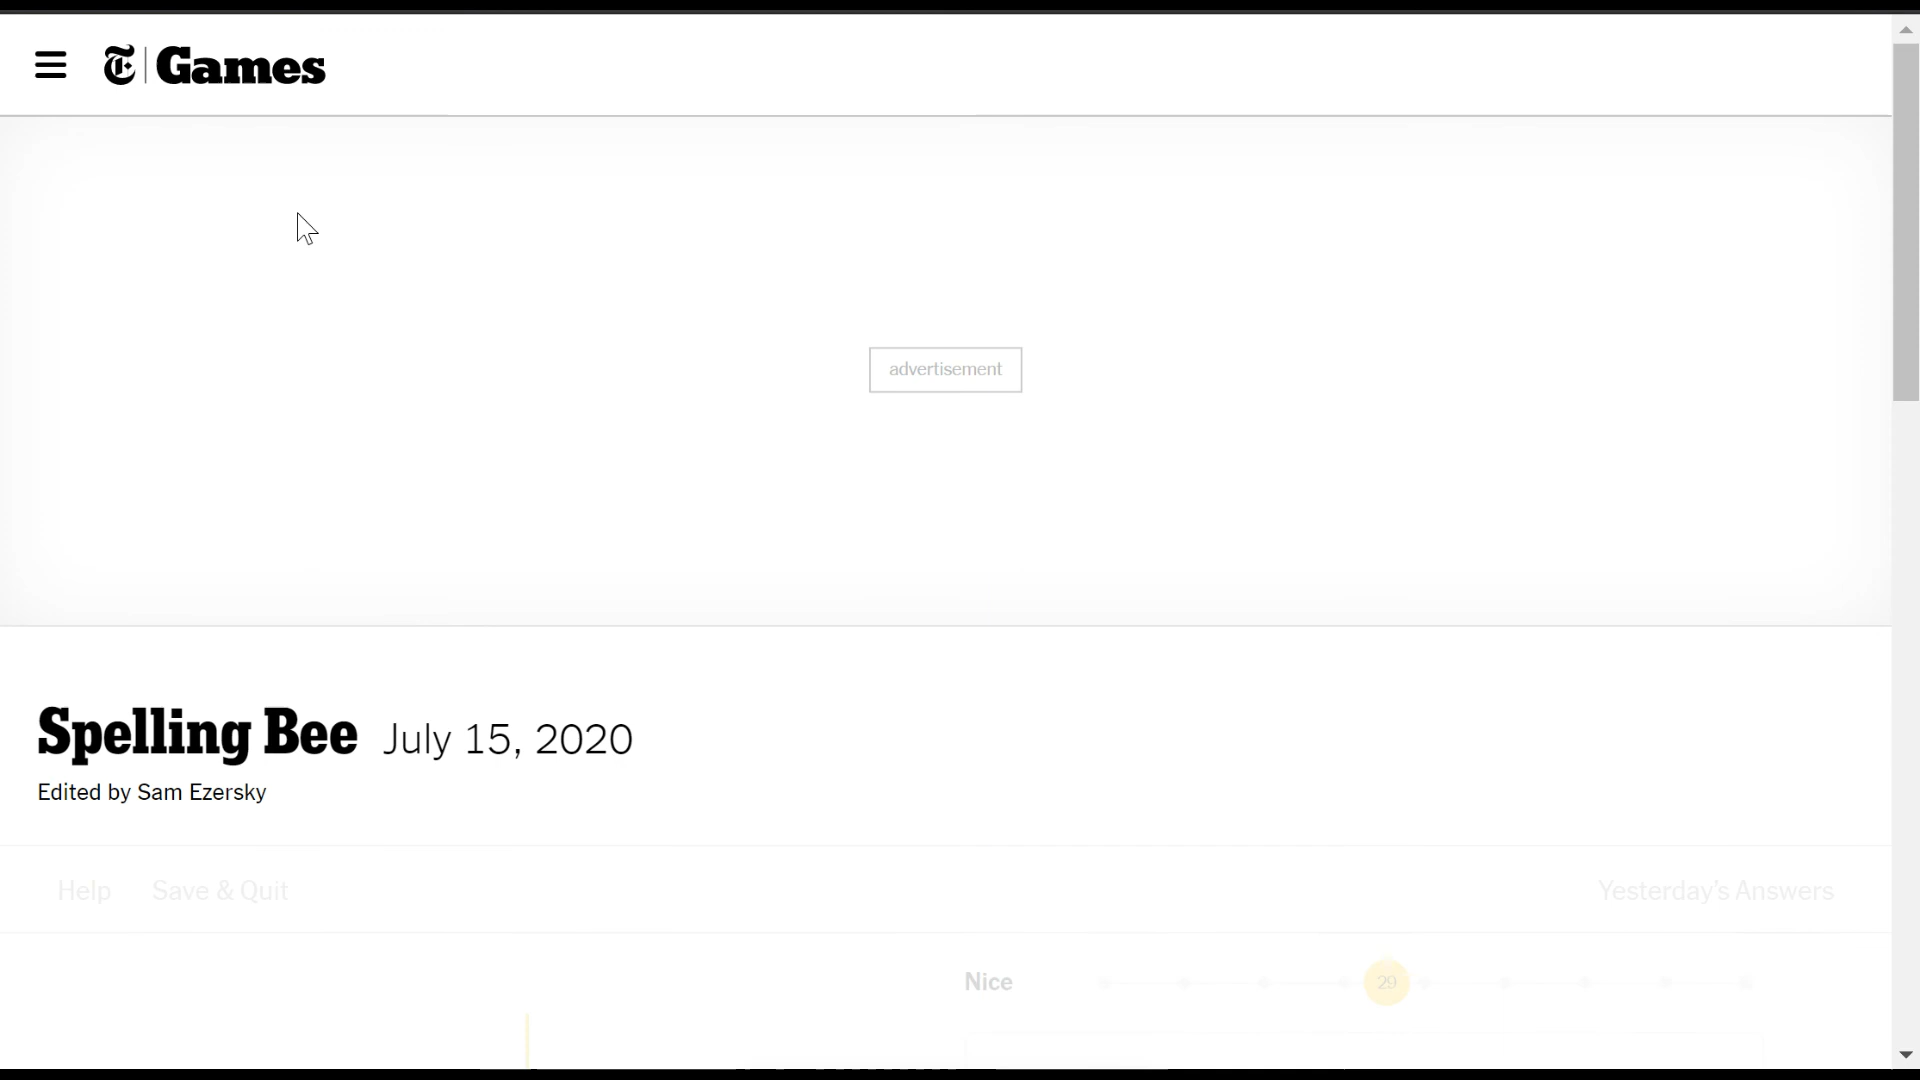 T Games
advertisement
Spelling Bee July 15, 2020
Edited by Sam Ezersky
Help Save & Quit Yesterday's Answers
Nice 29